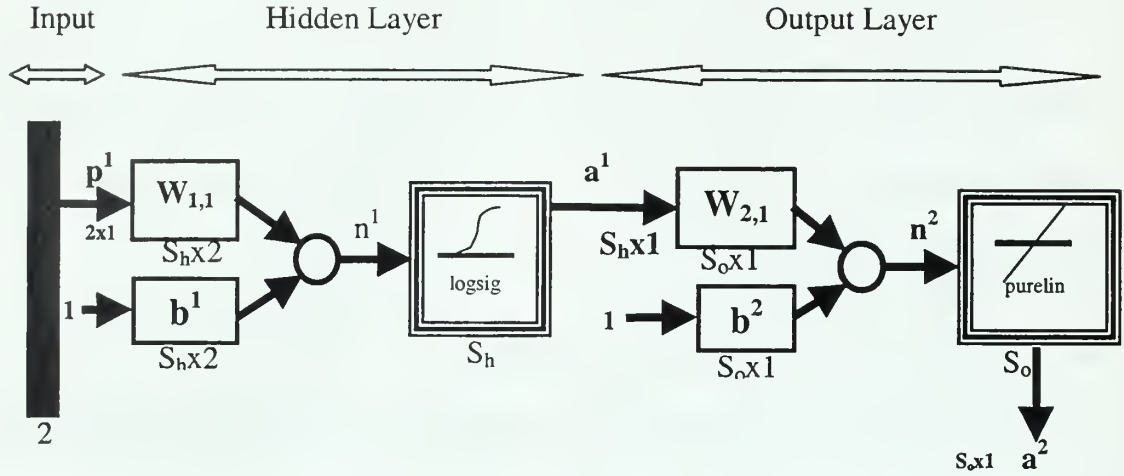 Input Hidden Layer Output Layer
p¹ W₁,₁ 2x1 Sₕx2
1 b¹ Sₕx2
2
n¹
logsig
Sₕ
a¹ W₂,₁ Sₕx1 Sₒx1
1 b² Sₒx1
n²
purelin
Sₒ
Sₒx1 a²